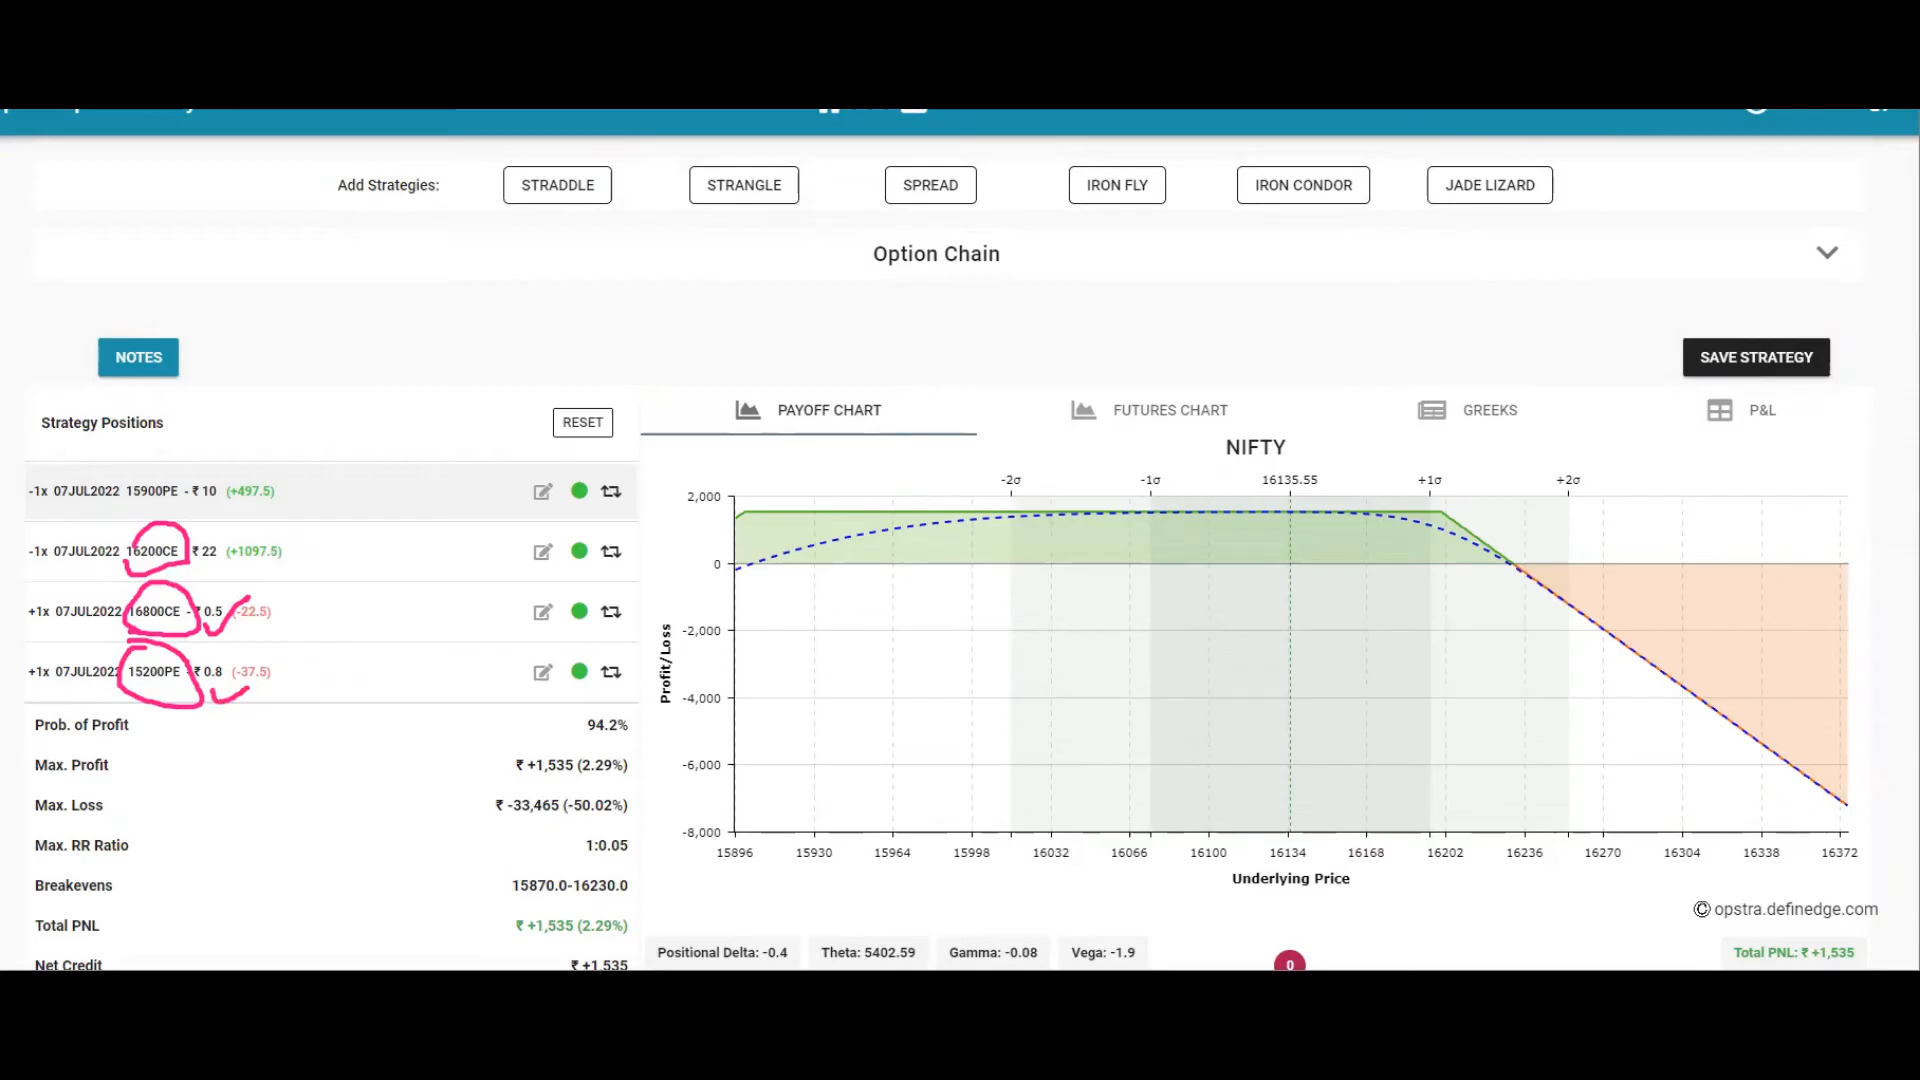 Add Strategies: STRADDLE STRANGLE SPREAD IRON FLY IRON CONDOR JADE LIZARD
Option Chain
NOTES SAVE STRATEGY
Strategy Positions RESET
-1x 07JUL2022 15900PE - ₹ 10 (+497.5)
-1x 07JUL2022 16200CE ₹ 22 (+1097.5)
+1x 07JUL2022 16800CE - ₹ 0.5 (-22.5)
+1x 07JUL2022 15200PE - ₹ 0.8 (-37.5)
Prob. of Profit 94.2%
Max. Profit ₹ +1,535 (2.29%)
Max. Loss ₹ -33,465 (-50.02%)
Max. RR Ratio 1:0.05
Breakevens 15870.0-16230.0
Total PNL ₹ +1,535 (2.29%)
Net Credit ₹ +1,535
PAYOFF CHART FUTURES CHART GREEKS P&L
NIFTY
-2σ -1σ 16135.55 +1σ +2σ
2,000
0
-2,000
-4,000
-6,000
-8,000
Profit/Loss
15896 15930 15964 15998 16032 16066 16100 16134 16168 16202 16236 16270 16304 16338 16372
Underlying Price
© opstra.definedge.com
Positional Delta: -0.4 Theta: 5402.59 Gamma: -0.08 Vega: -1.9 0 Total PNL: ₹ +1,535